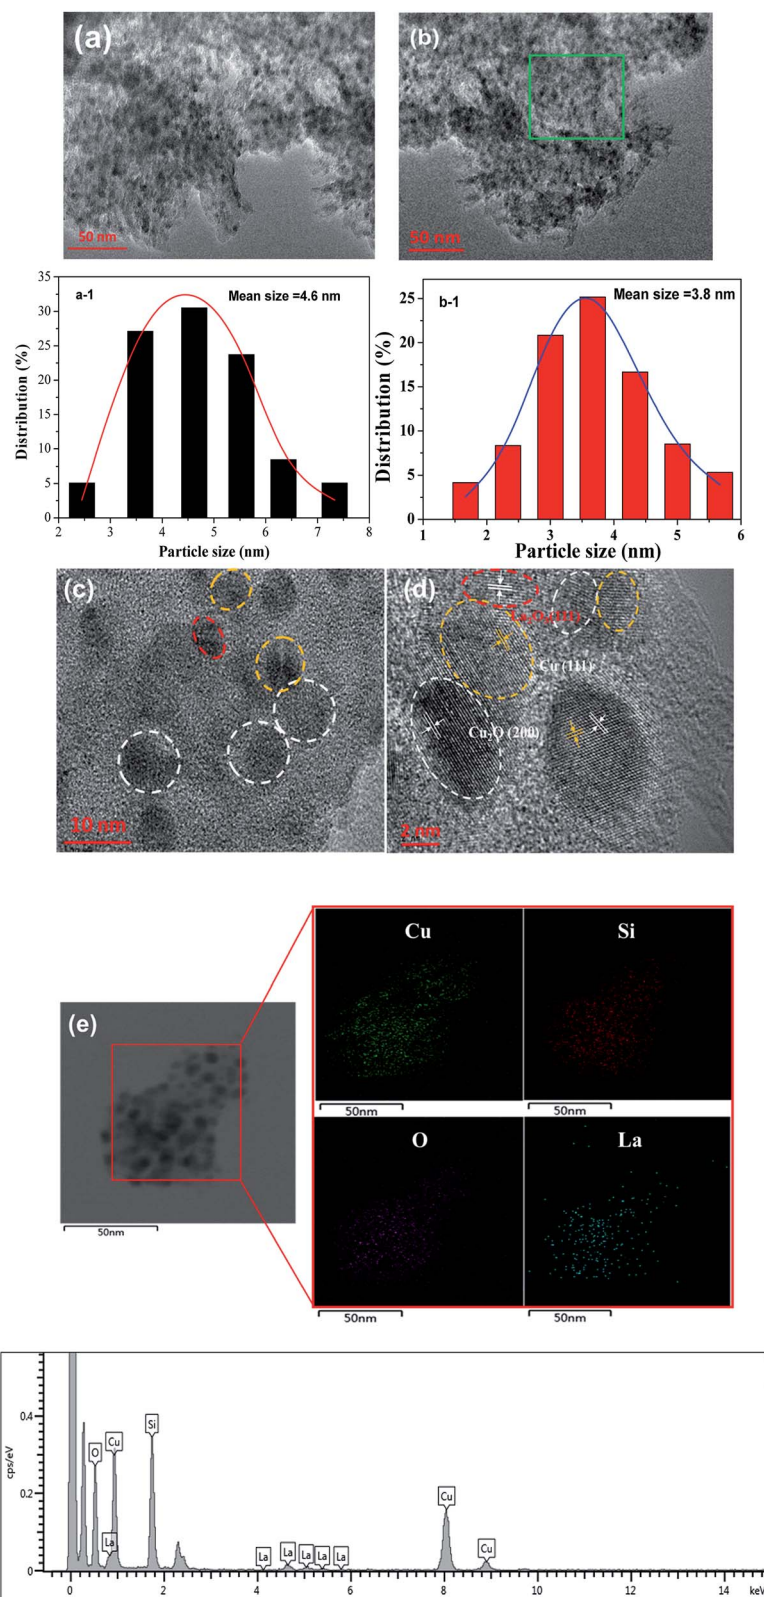 (a)
(b)
50 nm
50 nm
a-1
Mean size =4.6 nm
35
30
25
20
15
10
5
0
Distribution (%)
2 3 4 5 6 7 8
Particle size (nm)
b-1
Mean size =3.8 nm
25
20
15
10
5
0
Distribution (%)
1 2 3 4 5 6
Particle size (nm)
(c)
10 nm
(d)
(111)
Cu (111)
Cu₂O (200)
2 nm
(e)
50nm
Cu
50nm
Si
50nm
O
50nm
La
50nm
cps/eV
0.4
0.2
0
La
O
Cu
Si
La
La
La
La
La
Cu
Cu
0 2 4 6 8 10 12 14 keV